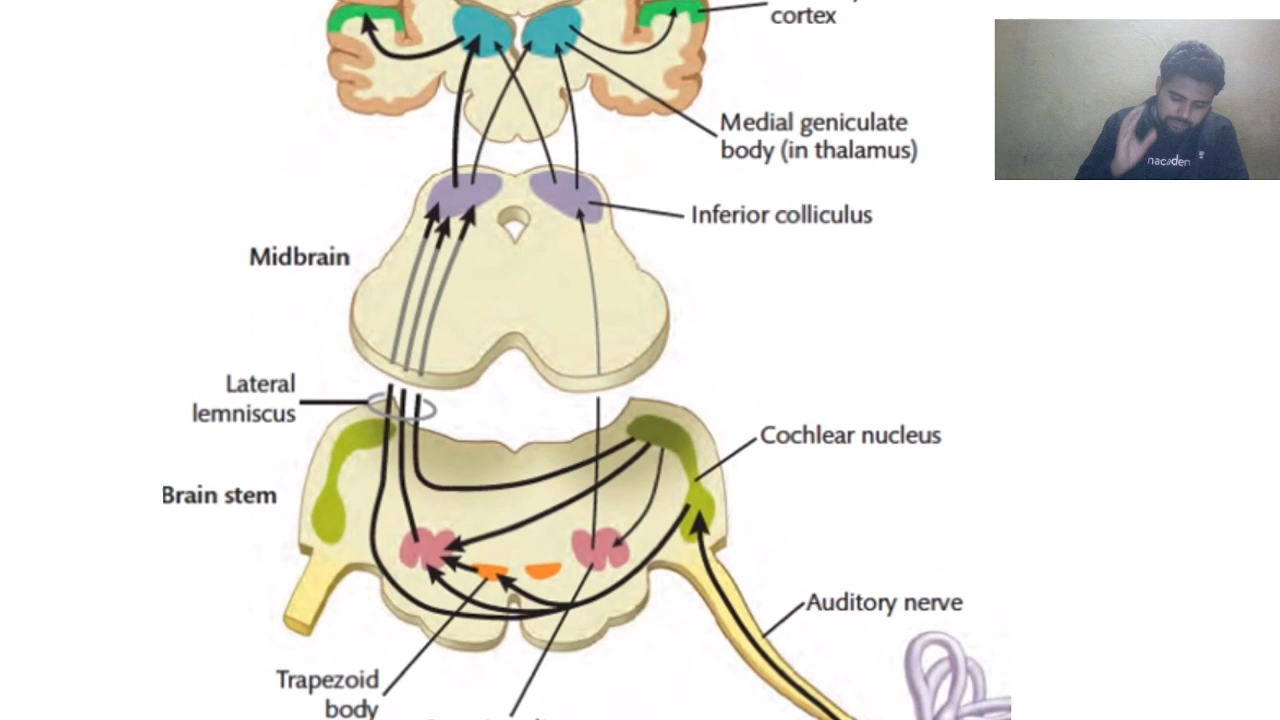 cortex
Medial geniculate
body (in thalamus)
Inferior colliculus
Midbrain
Lateral
lemniscus
Cochlear nucleus
Brain stem
Auditory nerve
Trapezoid
body